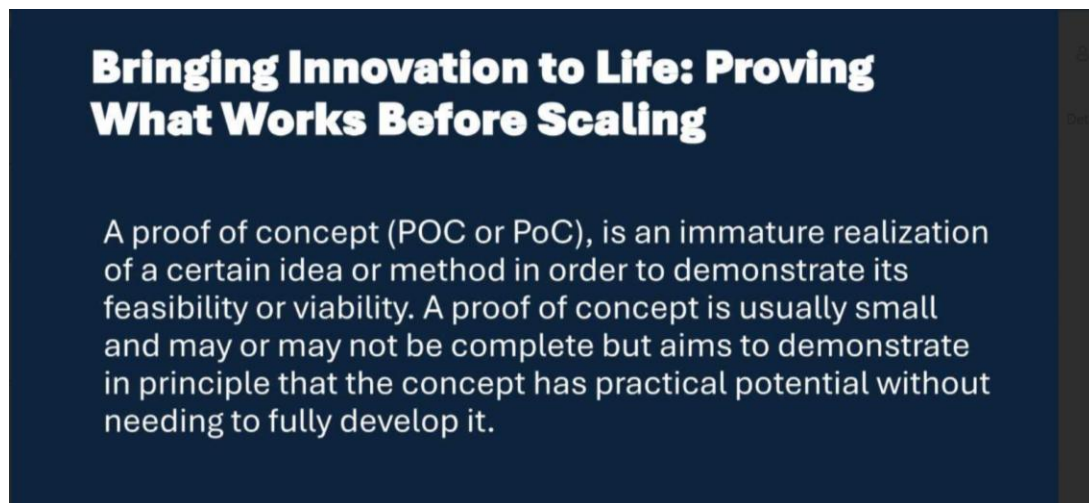 Bringing Innovation to Life: Proving
What Works Before Scaling
A proof of concept (POC or PoC), is an immature realization
of a certain idea or method in order to demonstrate its
feasibility or viability. A proof of concept is usually small
and may or may not be complete but aims to demonstrate
in principle that the concept has practical potential without
needing to fully develop it.